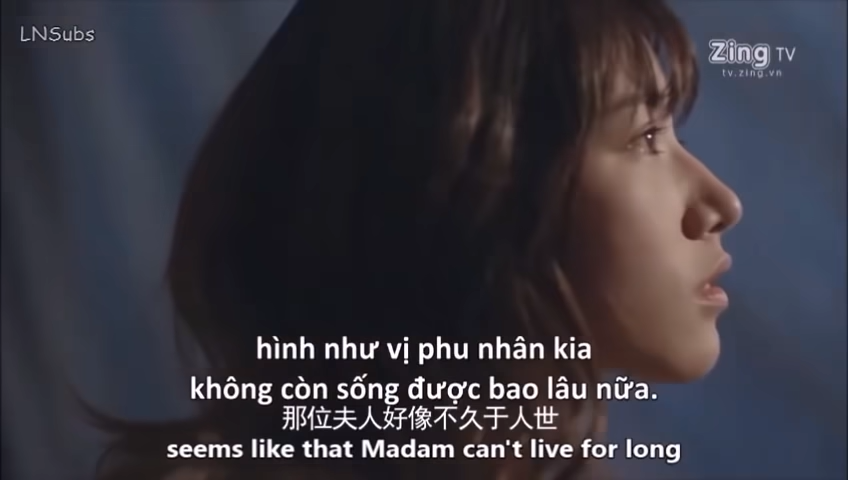 LNSubs
Zing TV
tv.zing.vn
hình như vị phu nhân kia
không còn sống được bao lâu nữa.
那位夫人好像不久于人世
seems like that Madam can't live for long